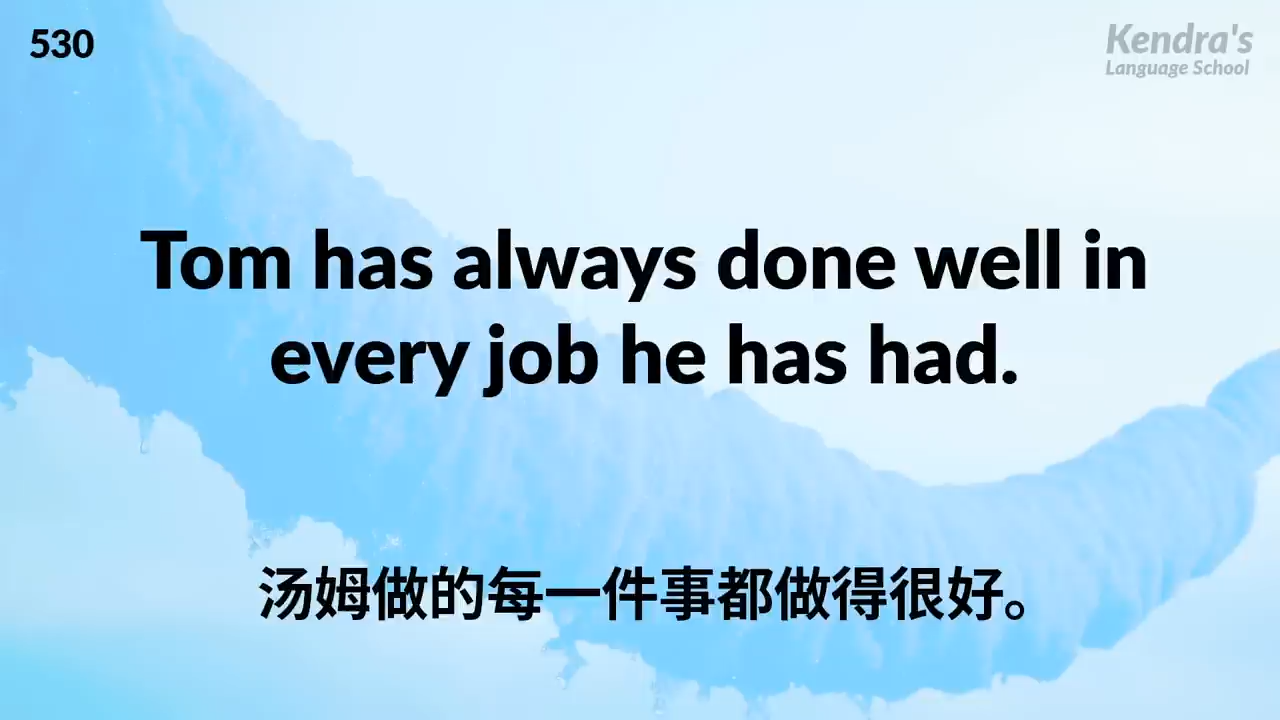 530
Kendra's
Language School
Tom has always done well in
every job he has had.
汤姆做的每一件事都做得很好。